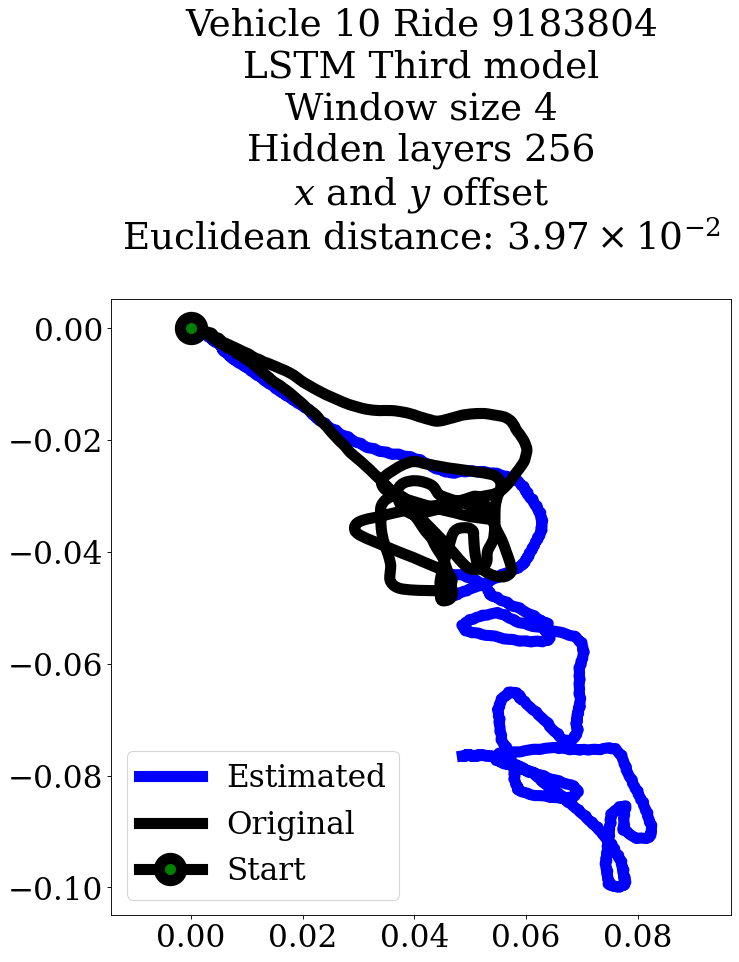 Vehicle 10 Ride 9183804
LSTM Third model
Window size 4
Hidden layers 256
x and y offset
Euclidean distance: 3.97 × 10⁻²
0.00
−0.02
−0.04
−0.06
−0.08
−0.10
Estimated
Original
Start
0.00 0.02 0.04 0.06 0.08